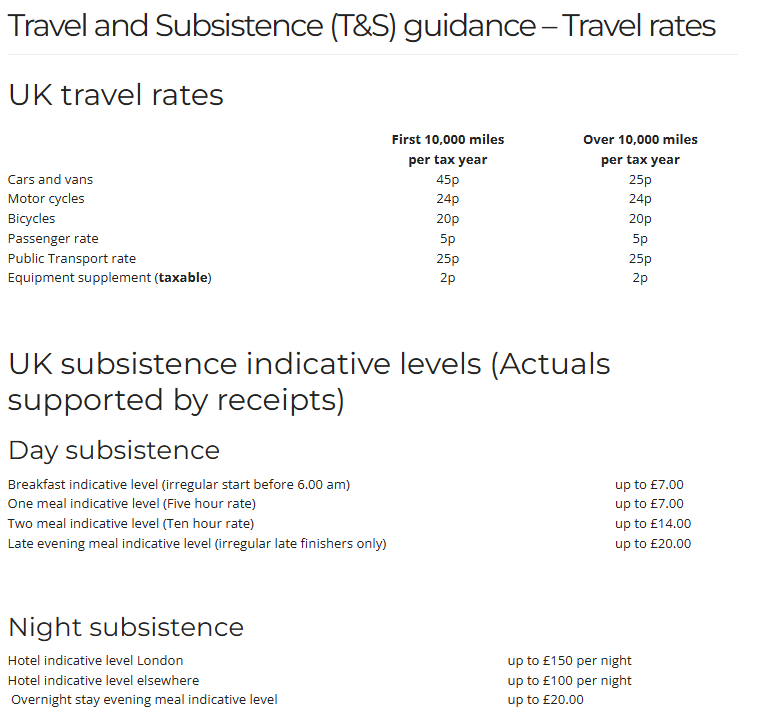 Travel and Subsistence (T&S) guidance – Travel rates
UK travel rates
First 10,000 miles per tax year Over 10,000 miles per tax year
Cars and vans 45p 25p
Motor cycles 24p 24p
Bicycles 20p 20p
Passenger rate 5p 5p
Public Transport rate 25p 25p
Equipment supplement (taxable) 2p 2p
UK subsistence indicative levels (Actuals
supported by receipts)
Day subsistence
Breakfast indicative level (irregular start before 6.00 am) up to £7.00
One meal indicative level (Five hour rate) up to £7.00
Two meal indicative level (Ten hour rate) up to £14.00
Late evening meal indicative level (irregular late finishers only) up to £20.00
Night subsistence
Hotel indicative level London up to £150 per night
Hotel indicative level elsewhere up to £100 per night
Overnight stay evening meal indicative level up to £20.00